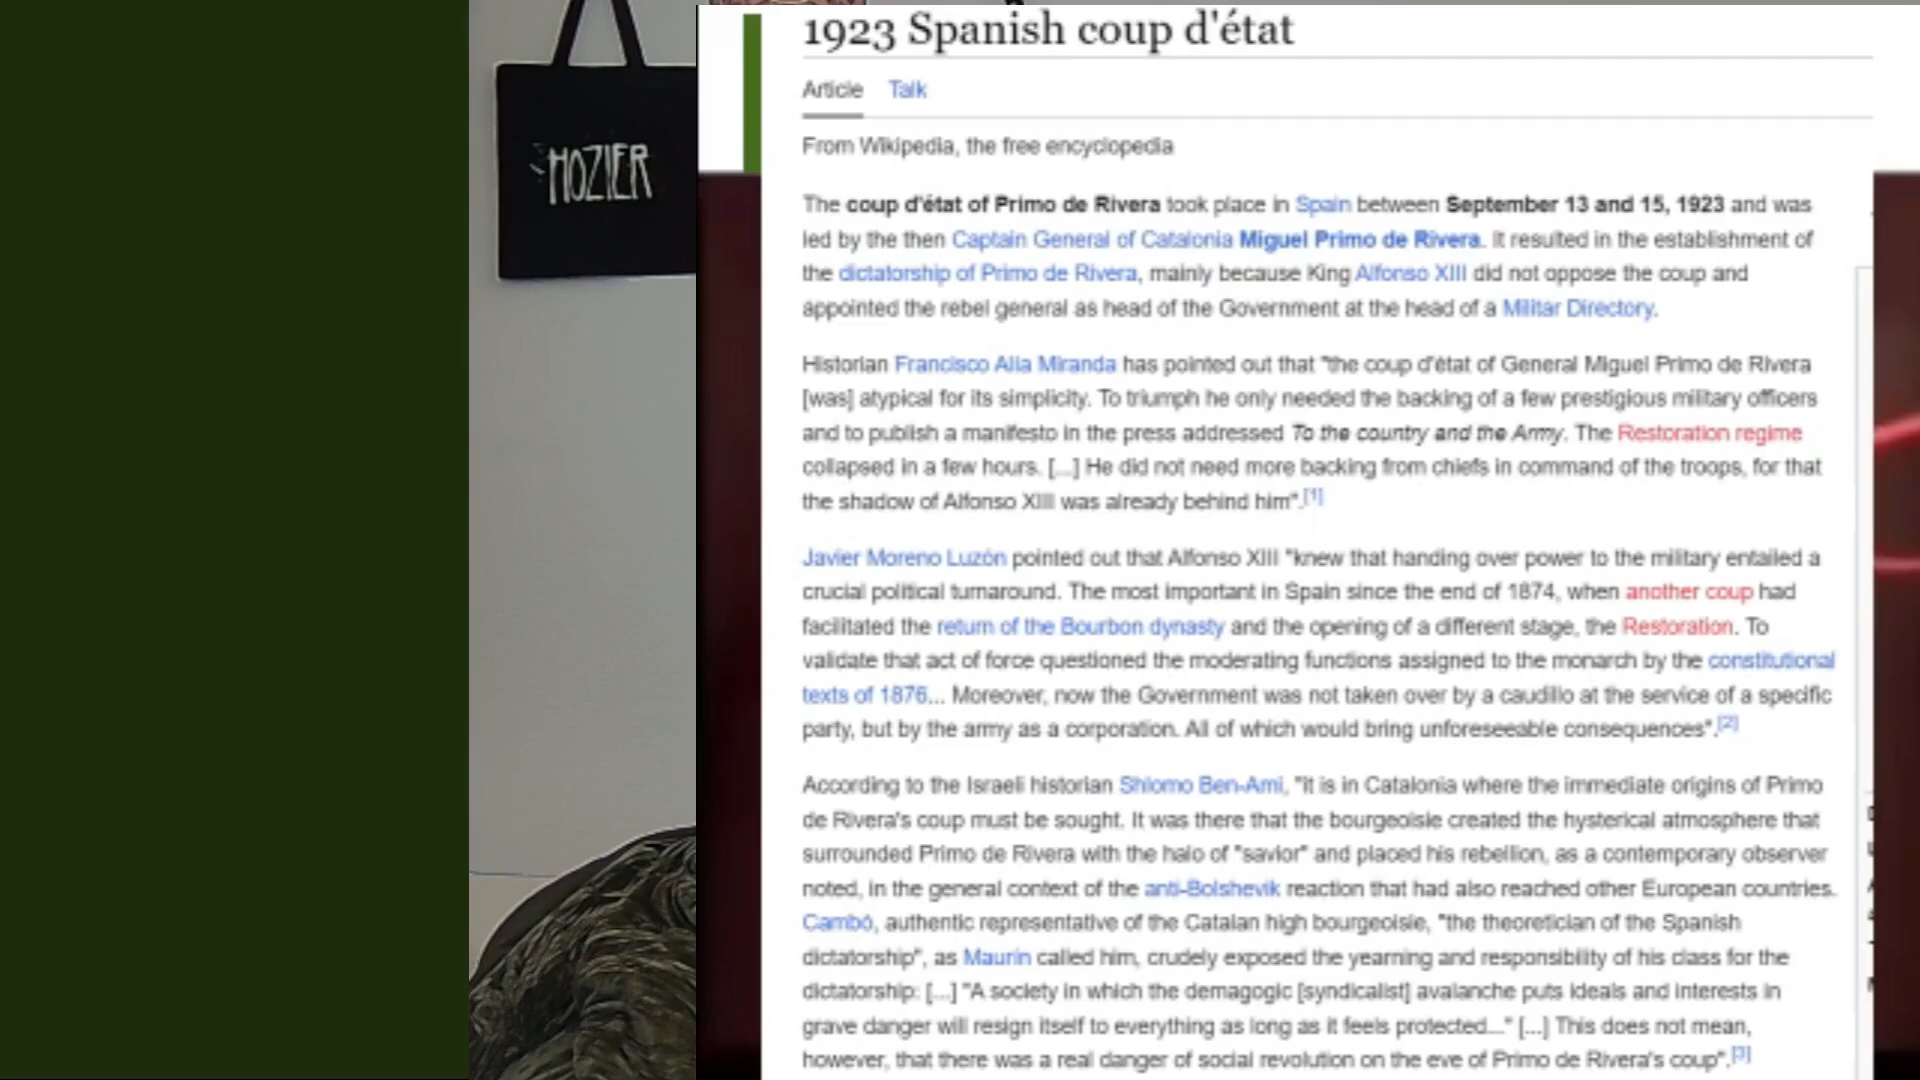 HOZIER
1923 Spanish coup d'état
Article Talk
From Wikipedia, the free encyclopedia
The coup d'état of Primo de Rivera took place in Spain between September 13 and 15, 1923 and was
led by the then Captain General of Catalonia Miguel Primo de Rivera. It resulted in the establishment of
the dictatorship of Primo de Rivera, mainly because King Alfonso XIII did not oppose the coup and
appointed the rebel general as head of the Government at the head of a Militar Directory.
Historian Francisco Alía Miranda has pointed out that "the coup d'état of General Miguel Primo de Rivera
[was] atypical for its simplicity. To triumph he only needed the backing of a few prestigious military officers
and to publish a manifesto in the press addressed To the country and the Army. The Restoration regime
collapsed in a few hours. [...] He did not need more backing from chiefs in command of the troops, for that
the shadow of Alfonso XIII was already behind him".[1]
Javier Moreno Luzón pointed out that Alfonso XIII "knew that handing over power to the military entailed a
crucial political turnaround. The most important in Spain since the end of 1874, when another coup had
facilitated the return of the Bourbon dynasty and the opening of a different stage, the Restoration. To
validate that act of force questioned the moderating functions assigned to the monarch by the constitutional
texts of 1876... Moreover, now the Government was not taken over by a caudillo at the service of a specific
party, but by the army as a corporation. All of which would bring unforeseeable consequences".[2]
According to the Israeli historian Shlomo Ben-Ami, "it is in Catalonia where the immediate origins of Primo
de Rivera's coup must be sought. It was there that the bourgeoisie created the hysterical atmosphere that
surrounded Primo de Rivera with the halo of "savior" and placed his rebellion, as a contemporary observer
noted, in the general context of the anti-Bolshevik reaction that had also reached other European countries.
Cambó, authentic representative of the Catalan high bourgeoisie, "the theoretician of the Spanish
dictatorship", as Maurín called him, crudely exposed the yearning and responsibility of his class for the
dictatorship: [...] "A society in which the demagogic [syndicalist] avalanche puts ideals and interests in
grave danger will resign itself to everything as long as it feels protected..." [...] This does not mean,
however, that there was a real danger of social revolution on the eve of Primo de Rivera's coup".[3]